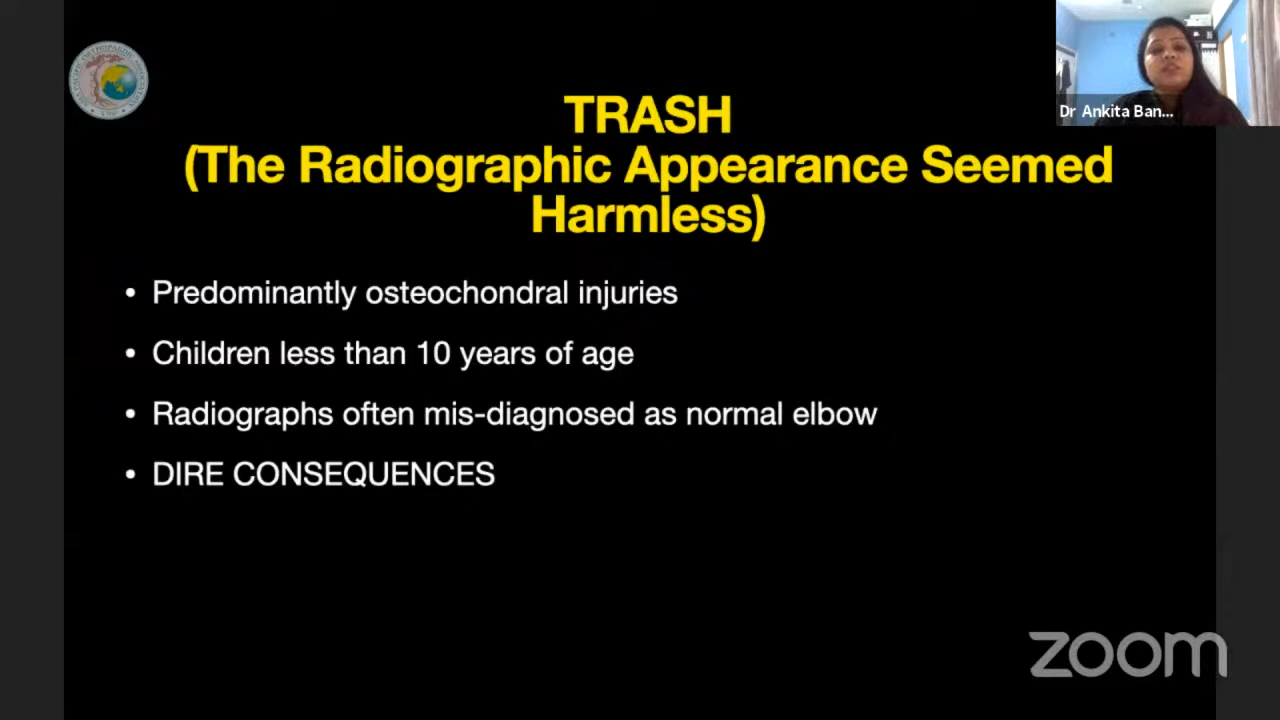 TRASH
(The Radiographic Appearance Seemed
Harmless)
• Predominantly osteochondral injuries
• Children less than 10 years of age
• Radiographs often mis-diagnosed as normal elbow
• DIRE CONSEQUENCES
Dr Ankita Ban...
zoom